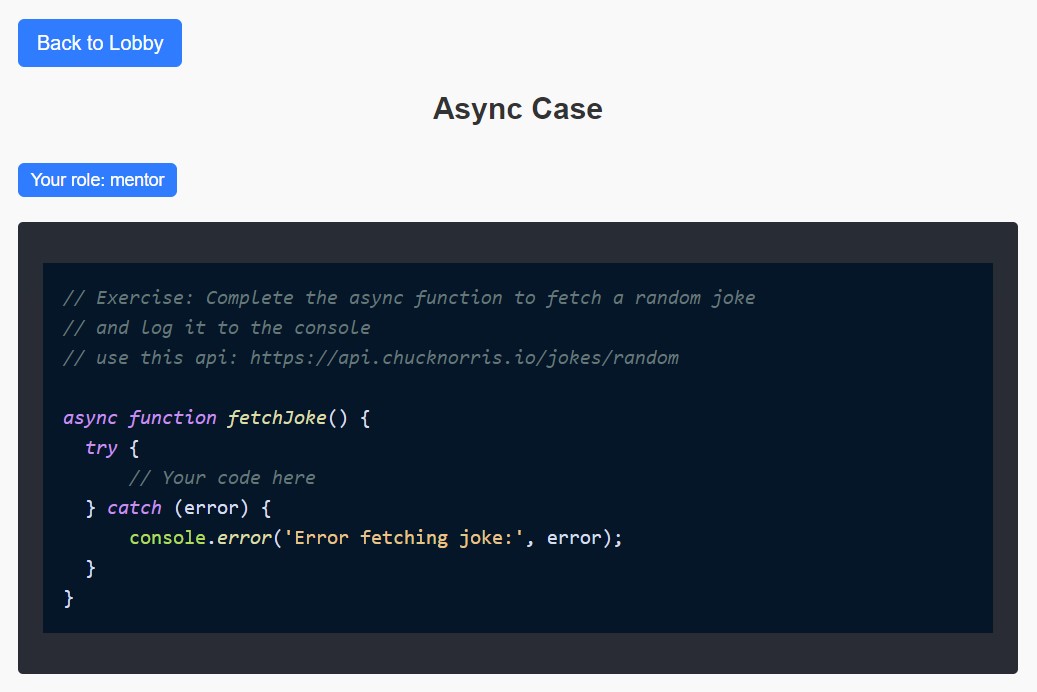 Back to Lobby
Async Case
Your role: mentor
// Exercise: Complete the async function to fetch a random joke
// and log it to the console
// use this api: https://api.chucknorris.io/jokes/random
async function fetchJoke() {
try {
// Your code here
} catch (error) {
console.error('Error fetching joke:', error);
}
}